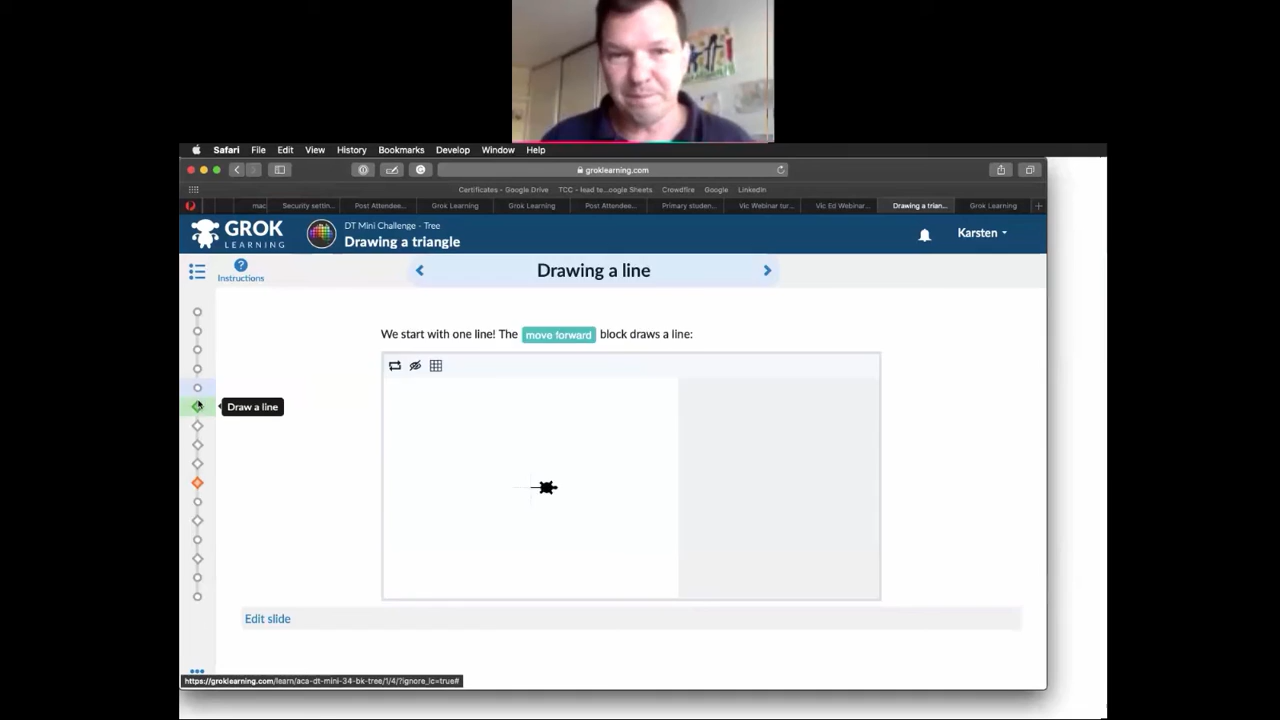 Safari File Edit View History Bookmarks Develop Window Help
groklearning.com
Certificates - Google Drive TCC - lead te...oogle Sheets Crowdfire Google LinkedIn
mac Security settin... Post Attendee... Grok Learning Grok Learning Post Attendee... Primary studen... Vic Webinar tur... Vic Ed Webinar... Drawing a trian... Grok Learning
GROK
LEARNING
DT Mini Challenge - Tree
Drawing a triangle
Karsten
Instructions
Drawing a line
We start with one line! The move forward block draws a line:
Draw a line
Edit slide
https://groklearning.com/learn/aca-dt-mini-34-bk-tree/1/4/?ignore_lc=true#